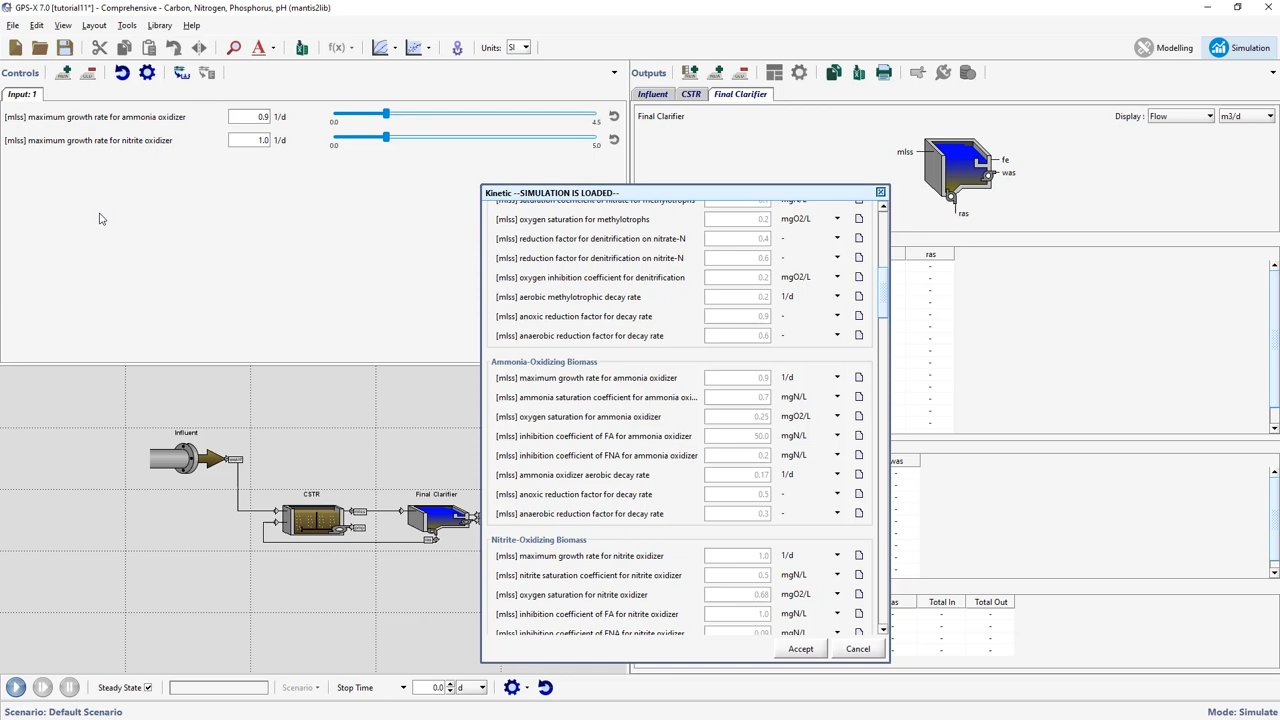 GPS-X 7.0 [tutorial11*] - Comprehensive - Carbon, Nitrogen, Phosphorus, pH (mantis2lib)
File Edit View Layout Tools Library Help
Units: SI Modelling Simulation
Controls
Outputs
Input: 1
Influent CSTR Final Clarifier
[mlss] maximum growth rate for ammonia oxidizer 0.9 1/d 0.0 4.5
[mlss] maximum growth rate for nitrite oxidizer 1.0 1/d 0.0 5.0
Final Clarifier Display : Flow m3/d
mlss
fe
was
ras
Kinetic --SIMULATION IS LOADED--
[mlss] oxygen saturation for methylotrophs 0.2 mgO2/L
[mlss] reduction factor for denitrification on nitrate-N 0.4 -
[mlss] reduction factor for denitrification on nitrite-N 0.6 -
[mlss] oxygen inhibition coefficient for denitrification 0.2 mgO2/L
[mlss] aerobic methylotrophic decay rate 0.2 1/d
[mlss] anoxic reduction factor for decay rate 0.9 -
[mlss] anaerobic reduction factor for decay rate 0.6 -
Ammonia-Oxidizing Biomass
[mlss] maximum growth rate for ammonia oxidizer 0.9 1/d
[mlss] ammonia saturation coefficient for ammonia oxi... 0.7 mgN/L
[mlss] oxygen saturation for ammonia oxidizer 0.25 mgO2/L
[mlss] inhibition coefficient of FA for ammonia oxidizer 50.0 mgN/L
[mlss] inhibition coefficient of FNA for ammonia oxidizer 0.2 mgN/L
[mlss] ammonia oxidizer aerobic decay rate 0.17 1/d
[mlss] anoxic reduction factor for decay rate 0.5 -
[mlss] anaerobic reduction factor for decay rate 0.3 -
Nitrite-Oxidizing Biomass
[mlss] maximum growth rate for nitrite oxidizer 1.0 1/d
[mlss] nitrite saturation coefficient for nitrite oxidizer 0.5 mgN/L
[mlss] oxygen saturation for nitrite oxidizer 0.68 mgO2/L
[mlss] inhibition coefficient of FA for nitrite oxidizer 1.0 mgN/L
[mlss] inhibition coefficient of FNA for nitrite oxidizer 0.09 mgN/L
Accept Cancel
ras
was
Total In Total Out
Influent
CSTR
Final Clarifier
Steady State Scenario Stop Time 0.0 d
Scenario: Default Scenario
Mode: Simulate